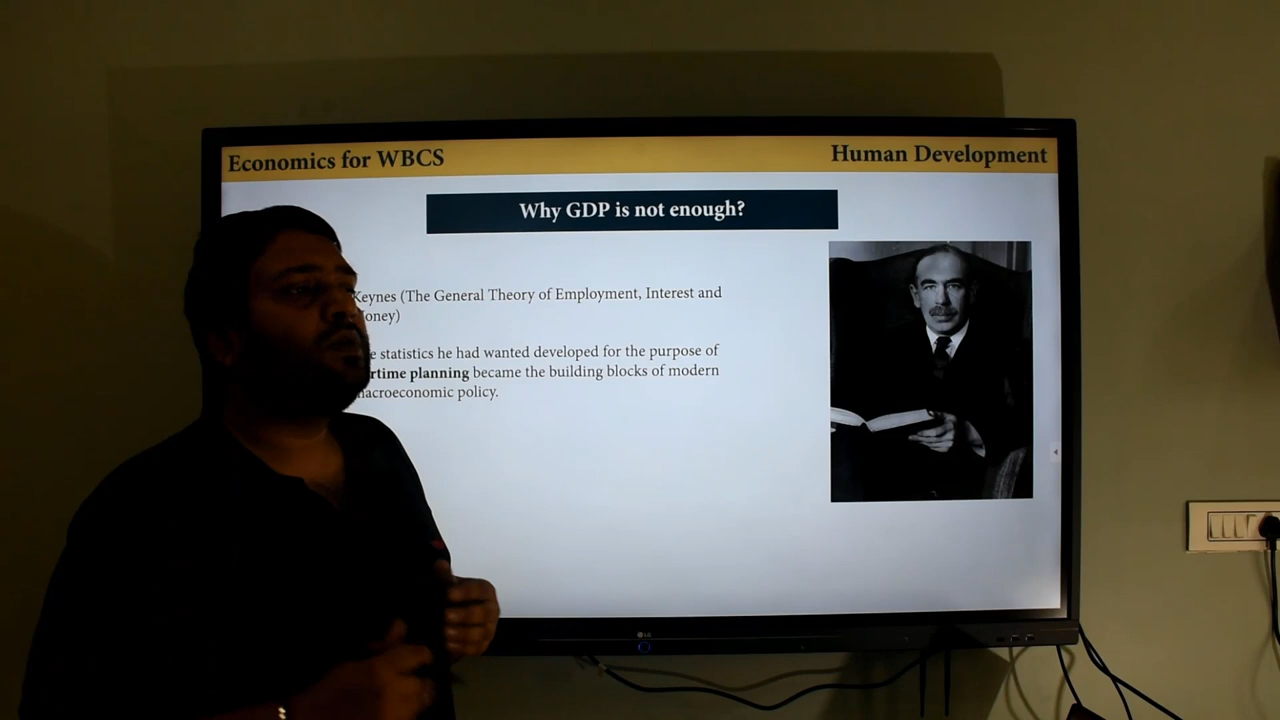 Economics for WBCS
Human Development
Why GDP is not enough?
Keynes (The General Theory of Employment, Interest and
oney)
e statistics he had wanted developed for the purpose of
rtime planning became the building blocks of modern
acroeconomic policy.
LG